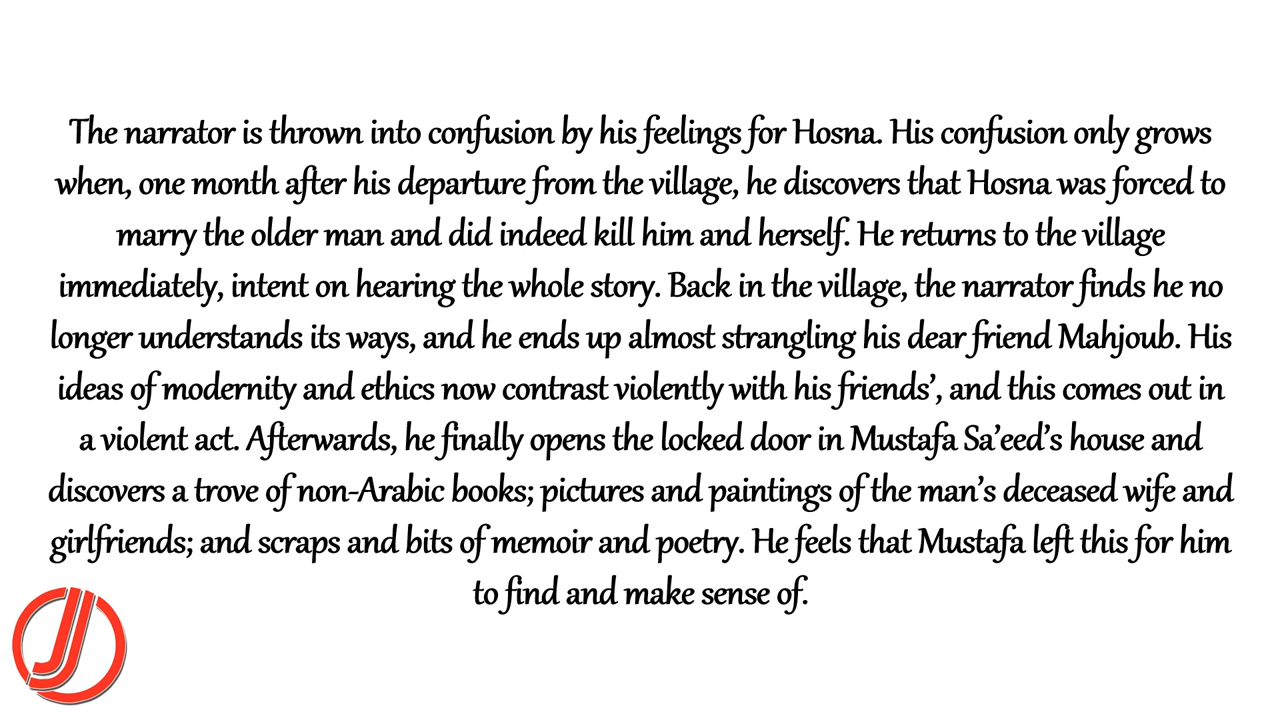 The narrator is thrown into confusion by his feelings for Hosna. His confusion only grows
when, one month after his departure from the village, he discovers that Hosna was forced to
marry the older man and did indeed kill him and herself. He returns to the village
immediately, intent on hearing the whole story. Back in the village, the narrator finds he no
longer understands its ways, and he ends up almost strangling his dear friend Mahjoub. His
ideas of modernity and ethics now contrast violently with his friends’, and this comes out in
a violent act. Afterwards, he finally opens the locked door in Mustafa Sa’eed’s house and
discovers a trove of non-Arabic books; pictures and paintings of the man’s deceased wife and
girlfriends; and scraps and bits of memoir and poetry. He feels that Mustafa left this for him
to find and make sense of.